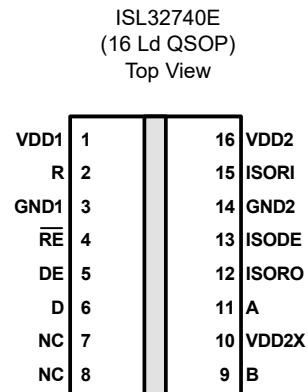 ISL32740E
(16 Ld QSOP)
Top View
VDD1 1 16 VDD2
R 2 15 ISORI
GND1 3 14 GND2
R̅E̅ 4 13 ISODE
DE 5 12 ISORO
D 6 11 A
NC 7 10 VDD2X
NC 8 9 B